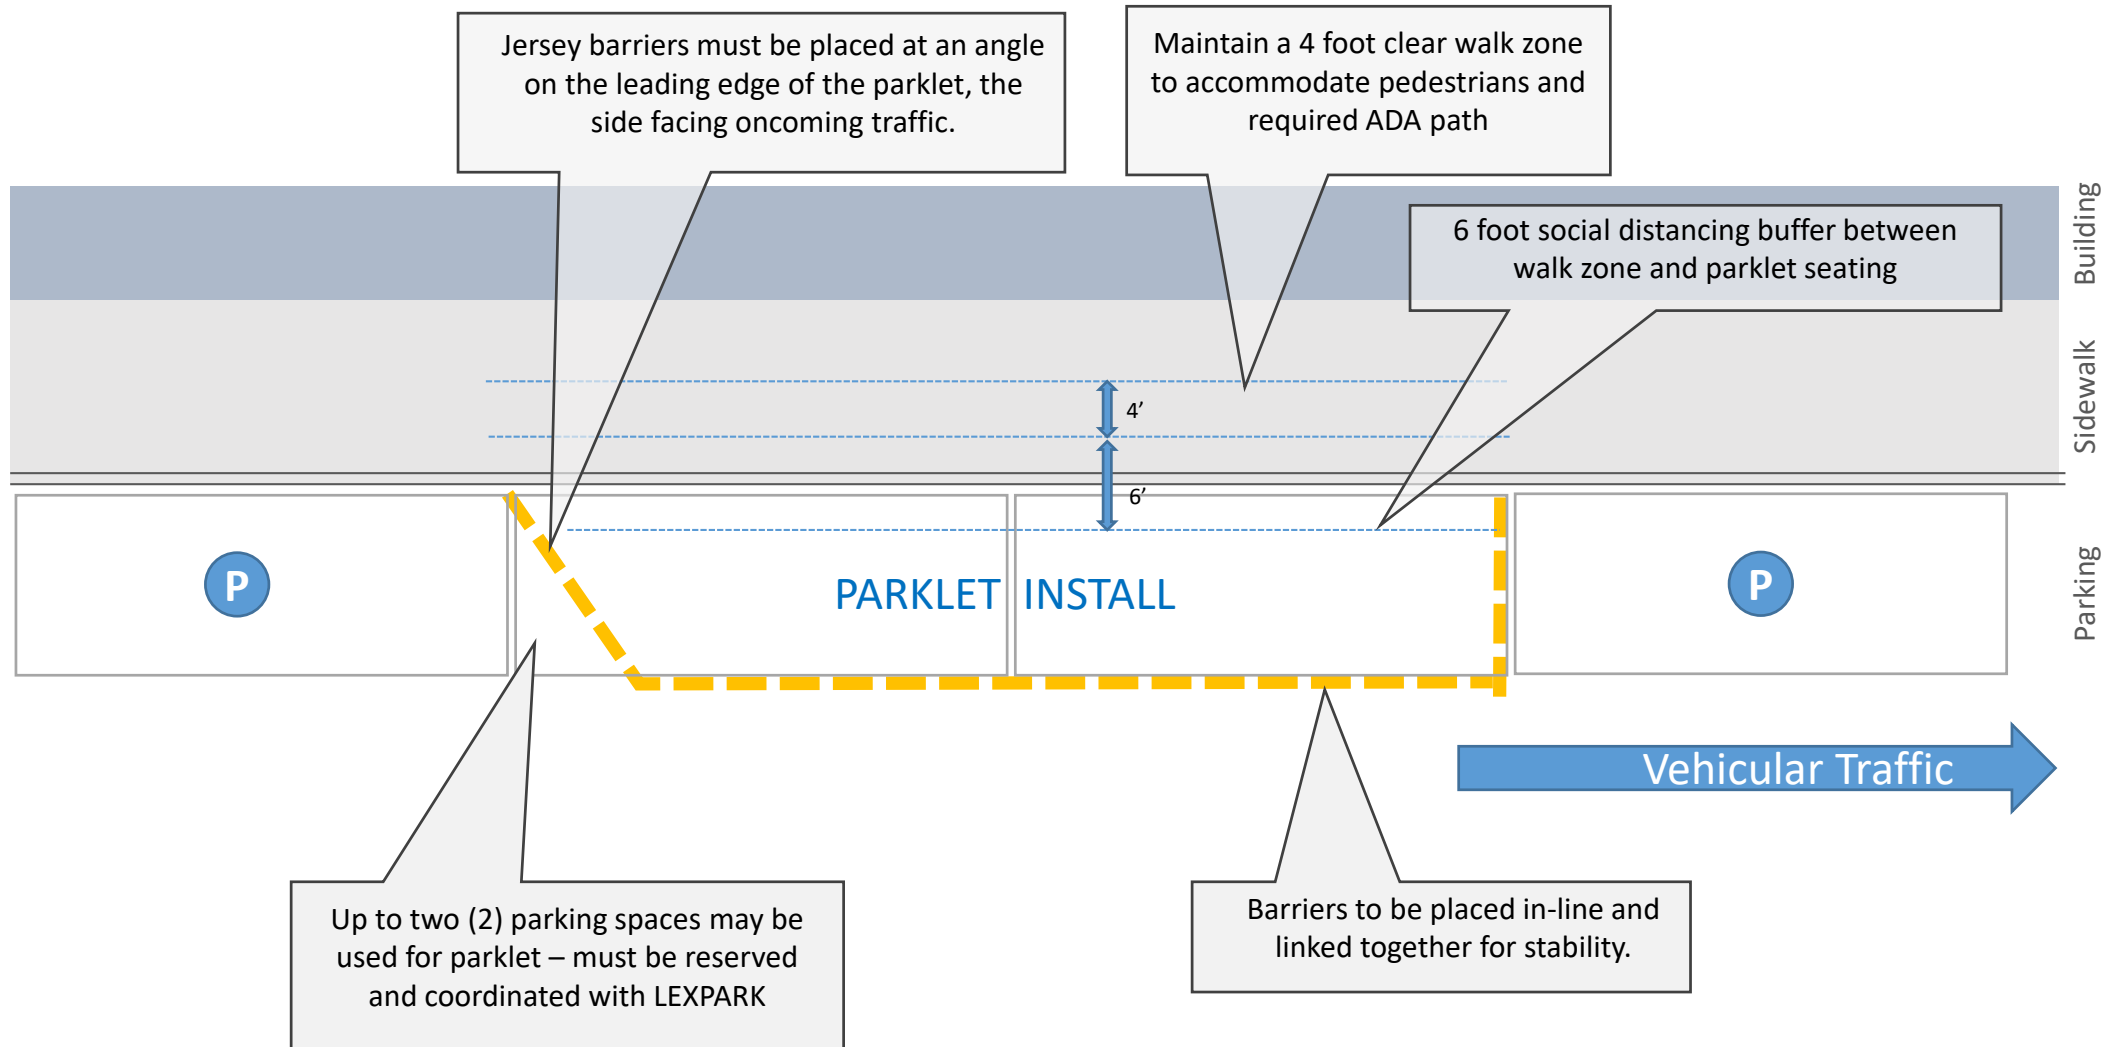 Jersey barriers must be placed at an angle
on the leading edge of the parklet, the
side facing oncoming traffic.
Maintain a 4 foot clear walk zone
to accommodate pedestrians and
required ADA path
6 foot social distancing buffer between
walk zone and parklet seating
Building
Sidewalk
Parking
4’
6’
P
PARKLET INSTALL
P
Vehicular Traffic
Up to two (2) parking spaces may be
used for parklet – must be reserved
and coordinated with LEXPARK
Barriers to be placed in-line and
linked together for stability.